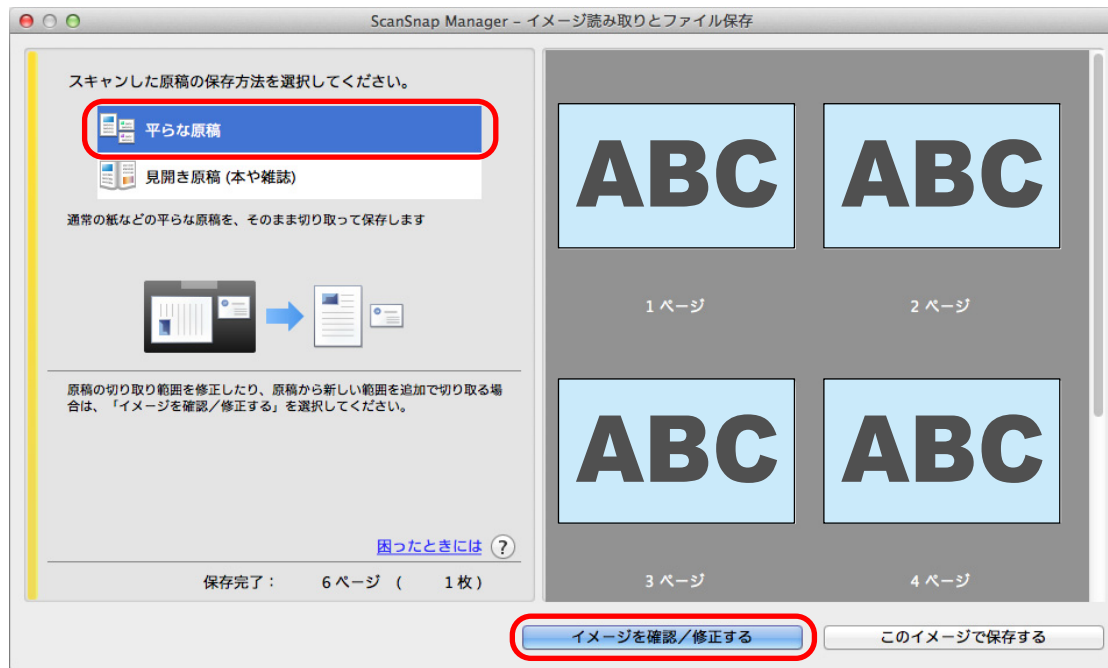 ScanSnap Manager – イメージ読み取りとファイル保存
スキャンした原稿の保存方法を選択してください。
平らな原稿
見開き原稿 (本や雑誌)
通常の紙などの平らな原稿を、そのまま切り取って保存します
原稿の切り取り範囲を修正したり、原稿から新しい範囲を追加で切り取る場
合は、「イメージを確認／修正する」を選択してください。
困ったときには ?
保存完了： 6 ページ ( 1 枚 )
ABC ABC
1 ページ 2 ページ
ABC ABC
3 ページ 4 ページ
イメージを確認／修正する このイメージで保存する